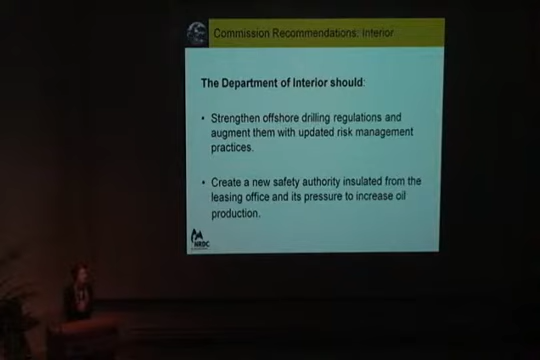 Commission Recommendations: Interior
The Department of Interior should:
• Strengthen offshore drilling regulations and
augment them with updated risk management
practices.
• Create a new safety authority insulated from the
leasing office and its pressure to increase oil
production.
NRDC